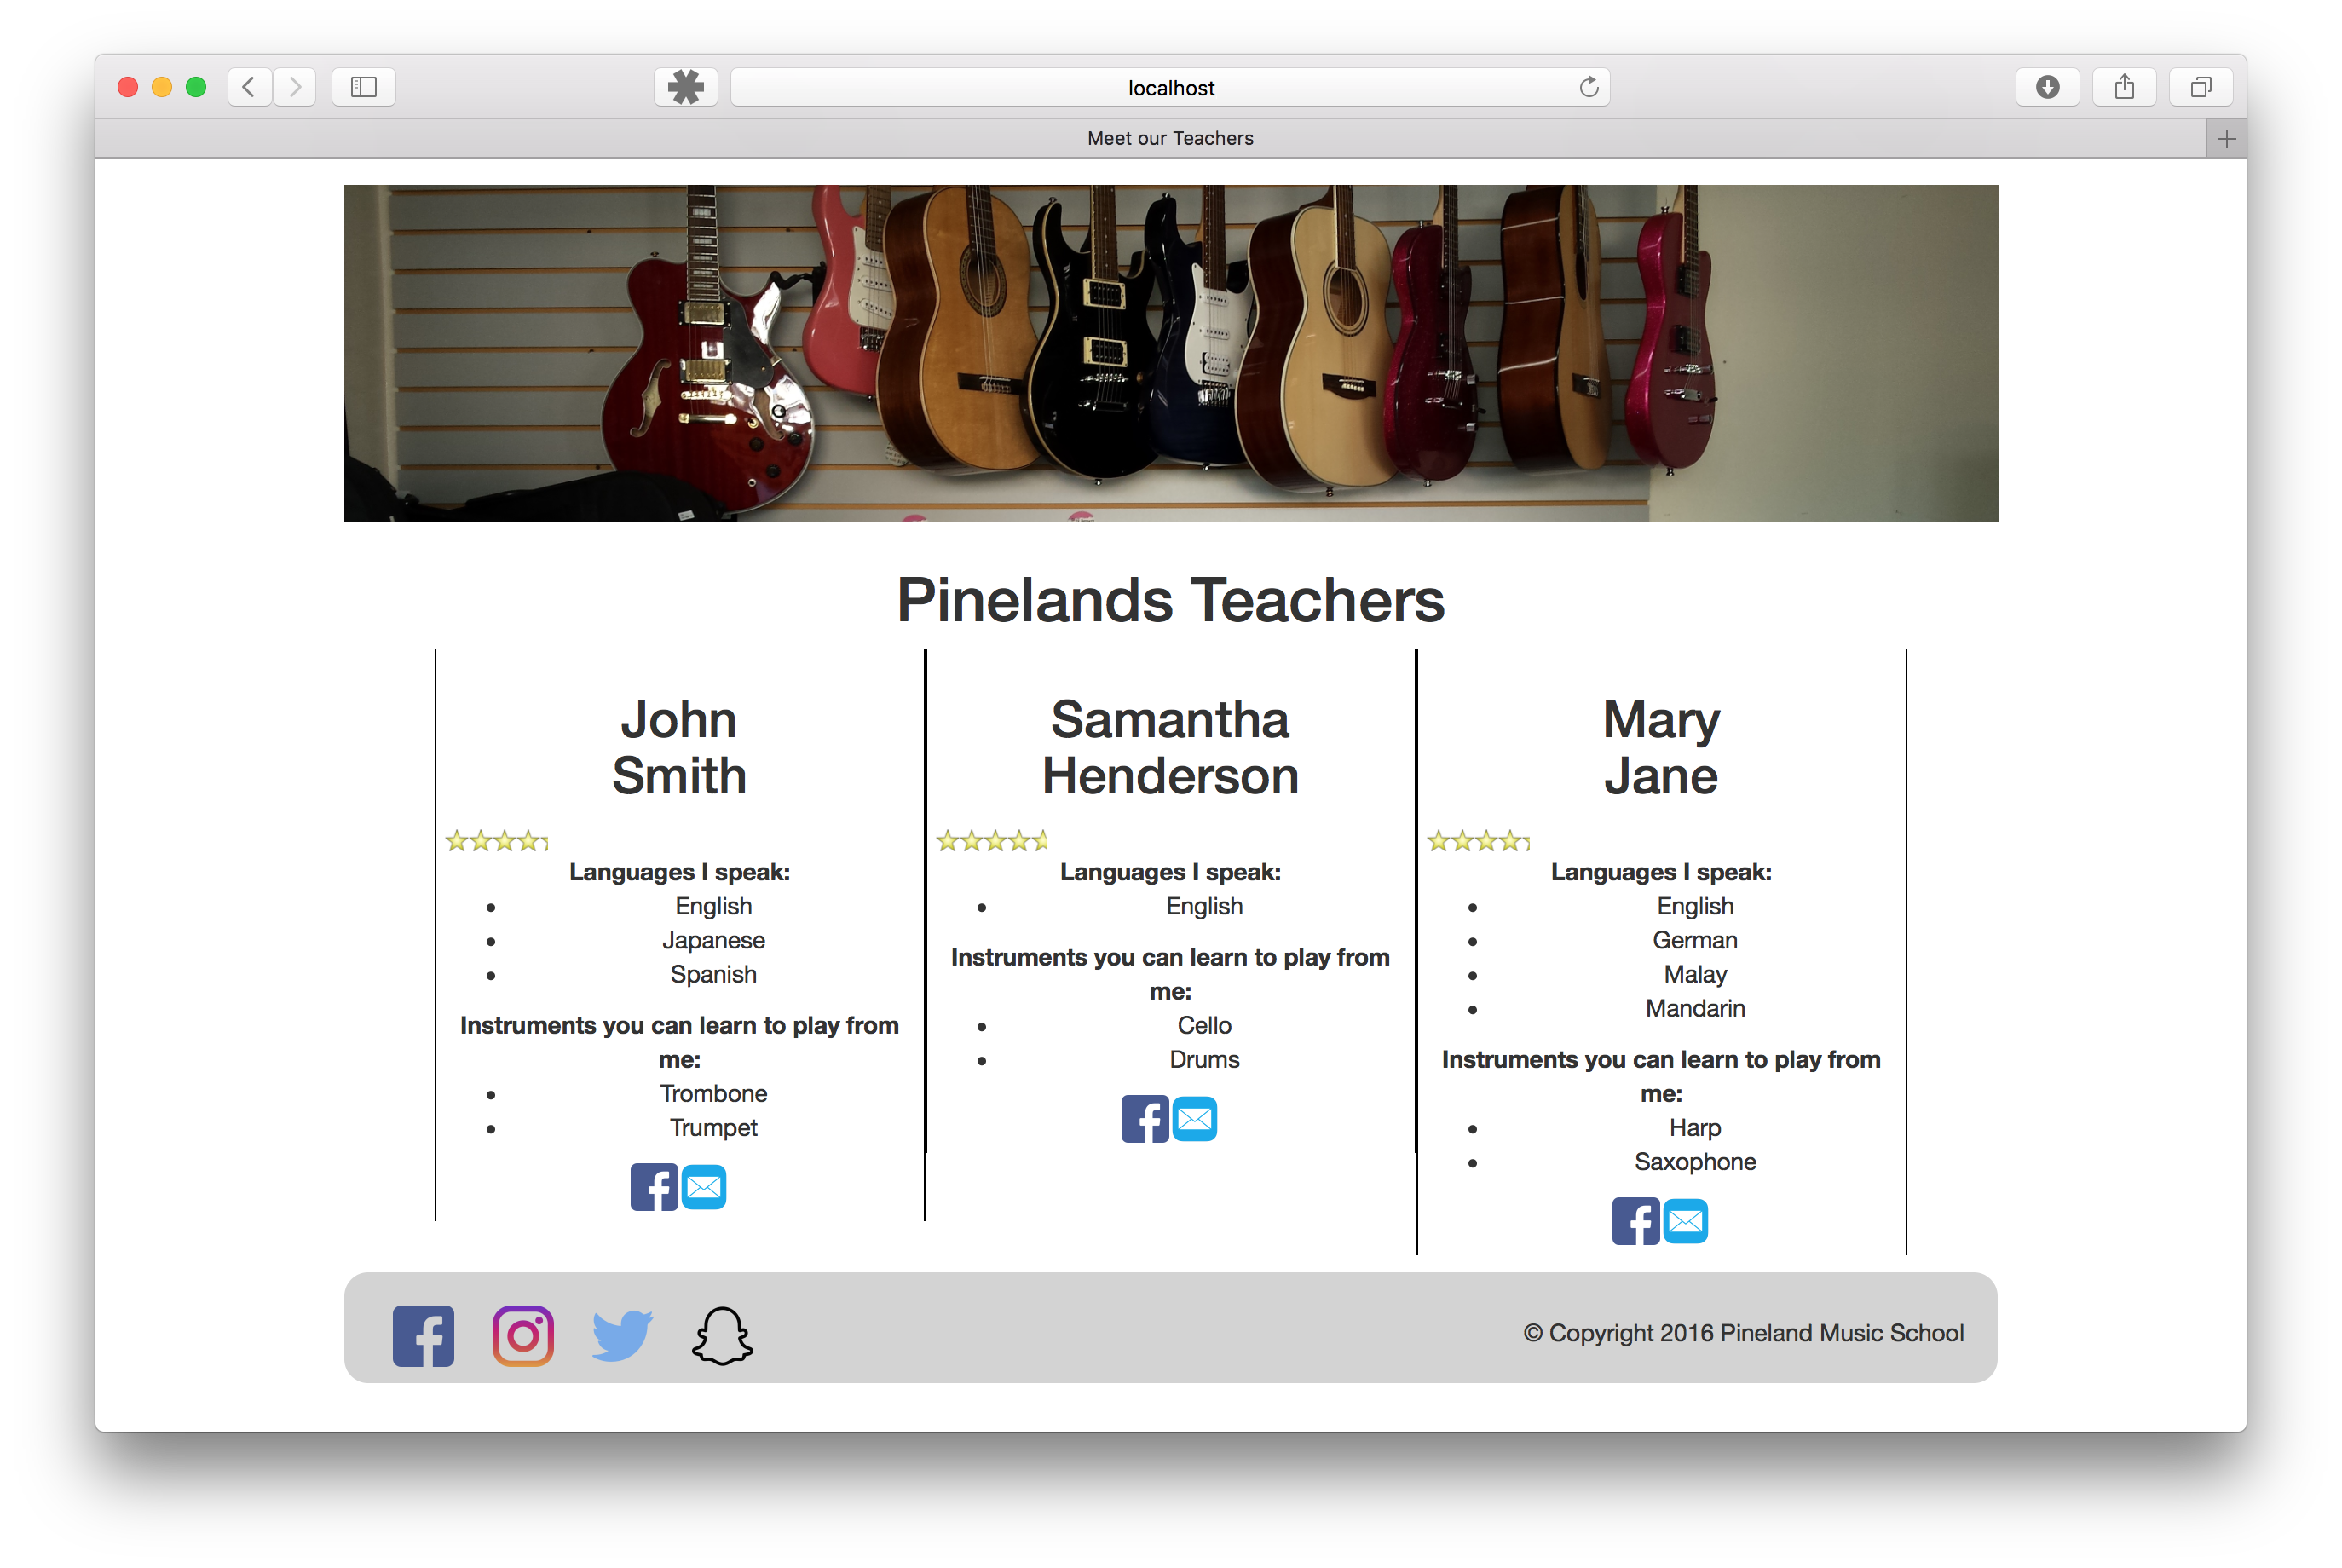 localhost
Meet our Teachers
Pinelands Teachers
John
Smith
Languages I speak:
English
Japanese
Spanish
Instruments you can learn to play from
me:
Trombone
Trumpet
Samantha
Henderson
Languages I speak:
English
Instruments you can learn to play from
me:
Cello
Drums
Mary
Jane
Languages I speak:
English
German
Malay
Mandarin
Instruments you can learn to play from
me:
Harp
Saxophone
© Copyright 2016 Pineland Music School